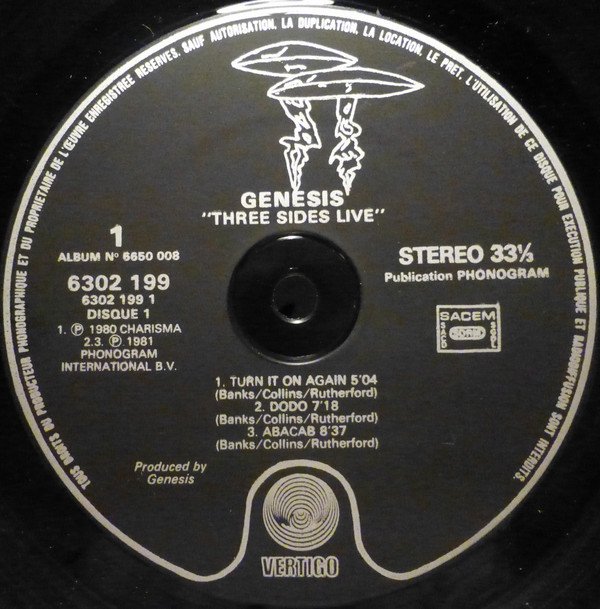 TOUS DROITS DU PRODUCTEUR PHONOGRAPHIQUE ET DU PROPRIETAIRE DE L'ŒUVRE ENREGISTREE RESERVES. SAUF AUTORISATION, LA DUPLICATION, LA LOCATION, LE PRET, L'UTILISATION DE CE DISQUE POUR EXECUTION PUBLIQUE ET RADIODIFFUSION SONT INTERDITS.
GENESIS
"THREE SIDES LIVE"
1
ALBUM Nº 6650 008
6302 199
6302 199 1
DISQUE 1
1. ℗ 1980 CHARISMA
2.3. ℗ 1981
PHONOGRAM
INTERNATIONAL B.V.
STEREO 33⅓
Publication PHONOGRAM
SACEM
SACD
SDRM
SGDL
1. TURN IT ON AGAIN 5'04
(Banks/Collins/Rutherford)
2. DODO 7'18
(Banks/Collins/Rutherford)
3. ABACAB 8'37
(Banks/Collins/Rutherford)
Produced by
Genesis
VERTIGO